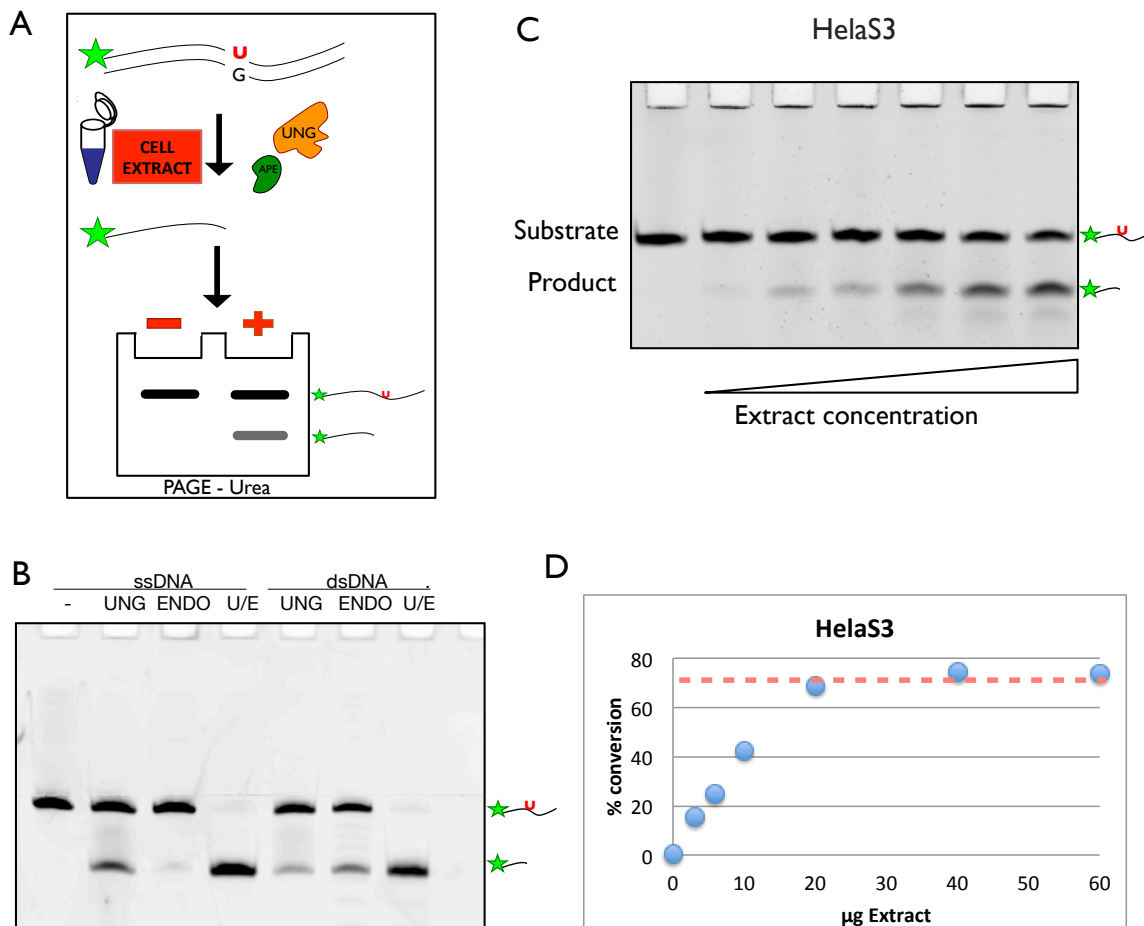 A
U
G
CELL
EXTRACT
UNG
APE
U
PAGE - Urea
B
ssDNA dsDNA .
- UNG ENDO U/E UNG ENDO U/E
U
C
HelaS3
Substrate
Product
U
Extract concentration
D
HelaS3
% conversion
80
60
40
20
0
0 10 20 30 40 50 60
µg Extract